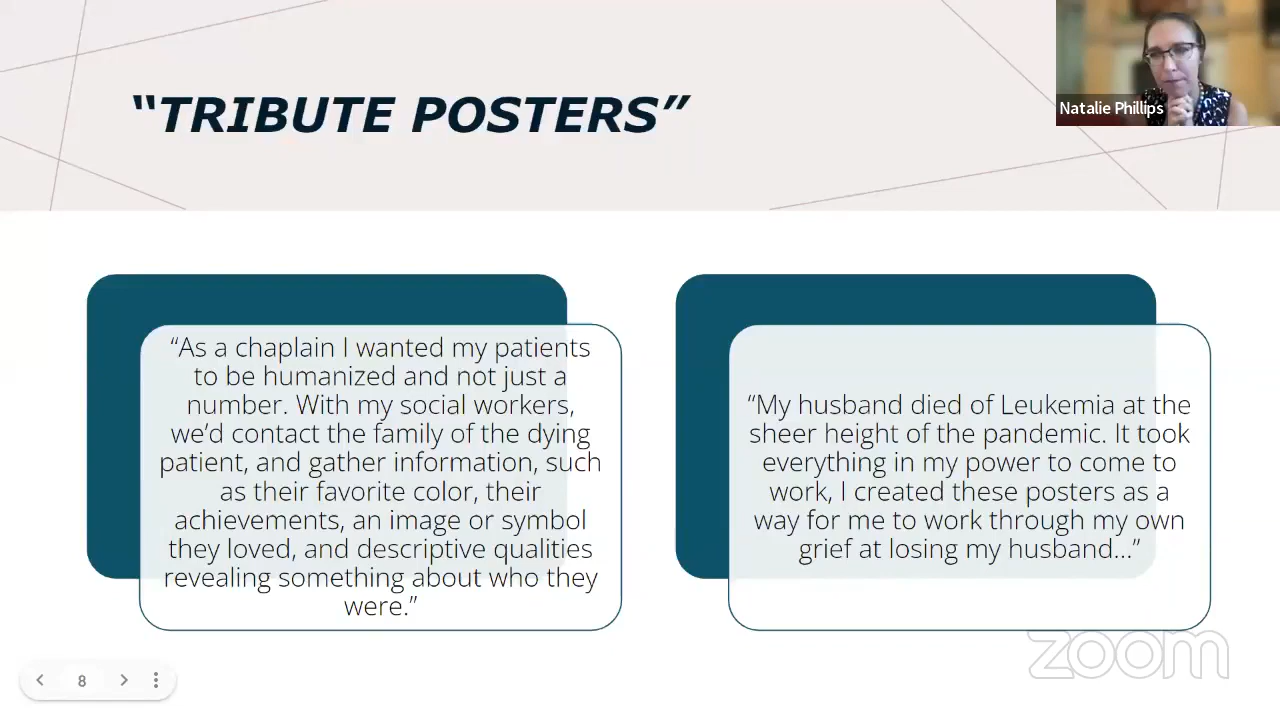 “TRIBUTE POSTERS”
Natalie Phillips
“As a chaplain I wanted my patients
to be humanized and not just a
number. With my social workers,
we’d contact the family of the dying
patient, and gather information, such
as their favorite color, their
achievements, an image or symbol
they loved, and descriptive qualities
revealing something about who they
were.”
“My husband died of Leukemia at the
sheer height of the pandemic. It took
everything in my power to come to
work, I created these posters as a
way for me to work through my own
grief at losing my husband…”
8
zoom